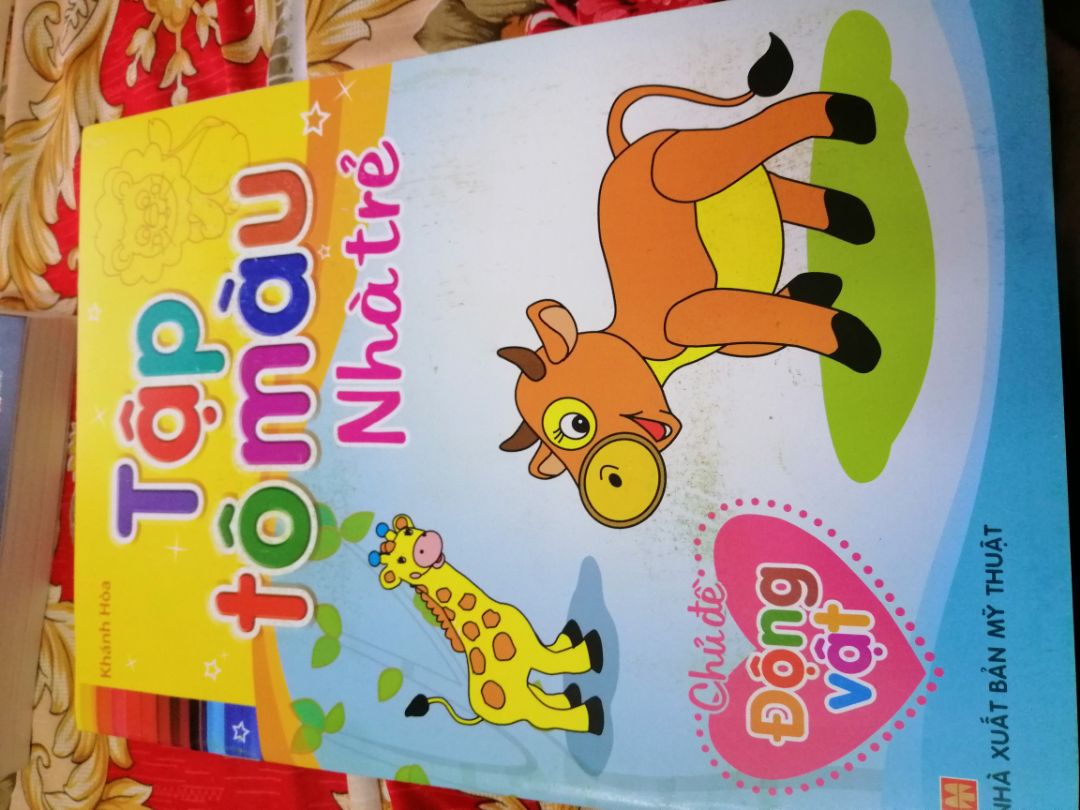 Khánh Hòa
Tập
tô màu
Nhà trẻ
Chủ đề
Động
vật
NHÀ XUẤT BẢN MỸ THUẬT